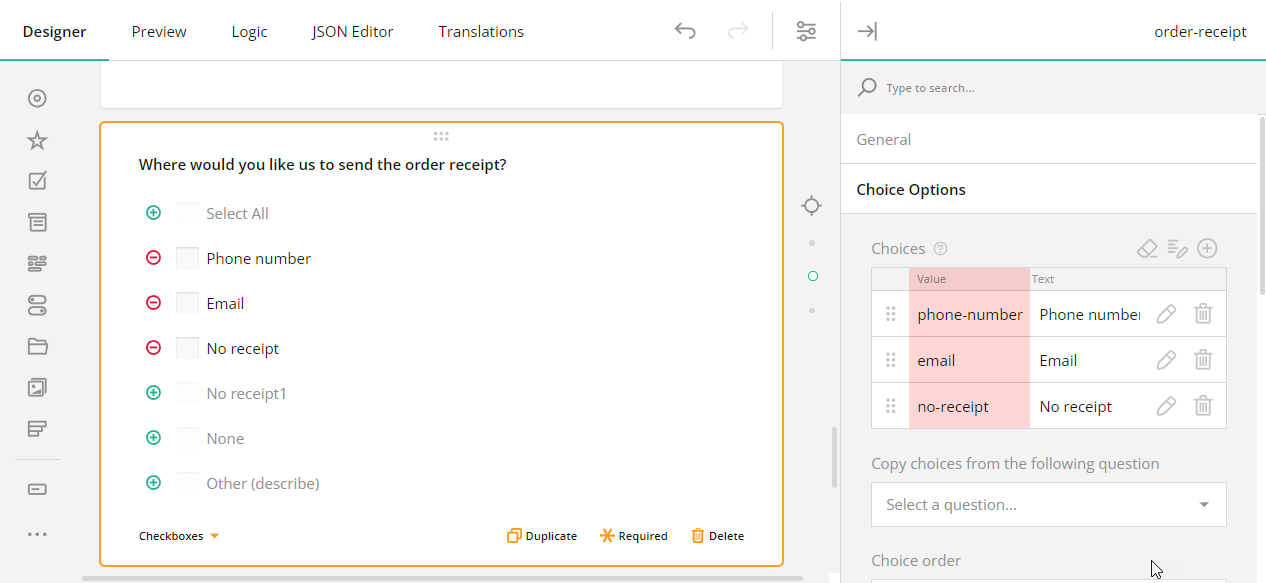 Designer Preview Logic JSON Editor Translations order-receipt
Type to search...
General
Choice Options
Where would you like us to send the order receipt?
Select All
Phone number
Email
No receipt
No receipt1
None
Other (describe)
Checkboxes Duplicate Required Delete
Choices ?
Value Text
phone-number Phone number
email Email
no-receipt No receipt
Copy choices from the following question
Select a question...
Choice order